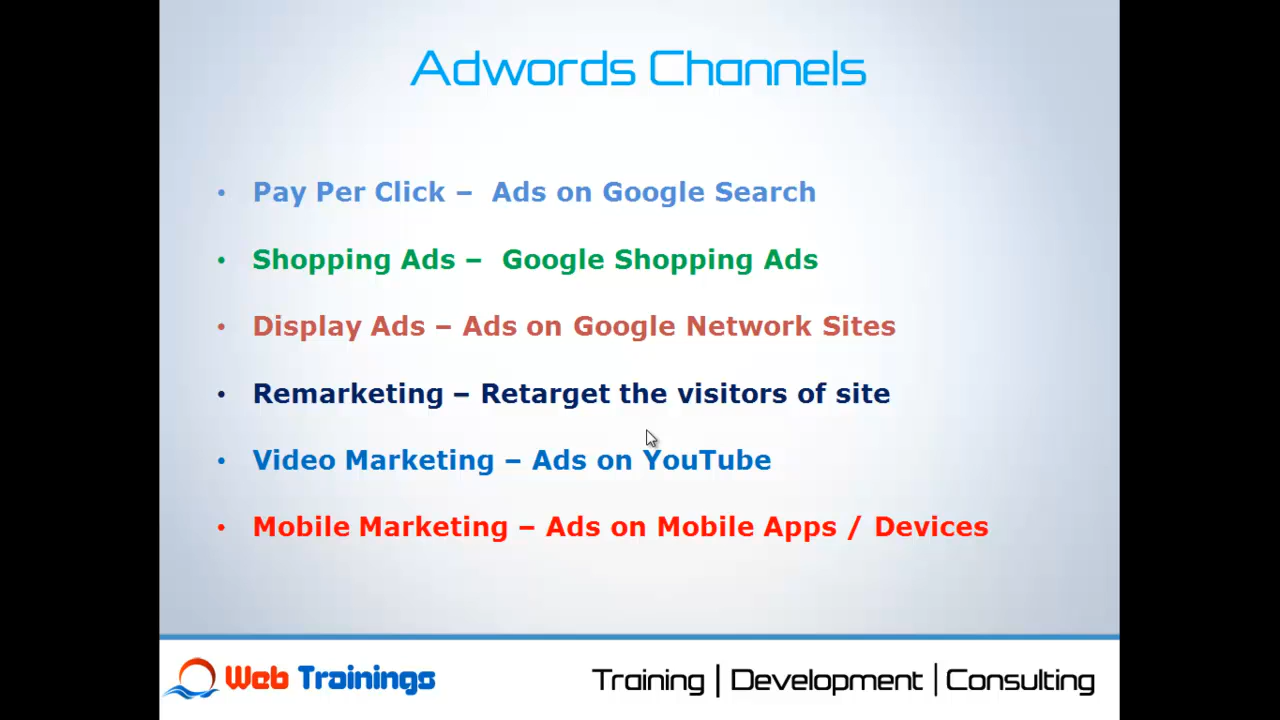 Adwords Channels
• Pay Per Click – Ads on Google Search
• Shopping Ads – Google Shopping Ads
• Display Ads – Ads on Google Network Sites
• Remarketing – Retarget the visitors of site
• Video Marketing – Ads on YouTube
• Mobile Marketing – Ads on Mobile Apps / Devices
Web Trainings
Training | Development | Consulting